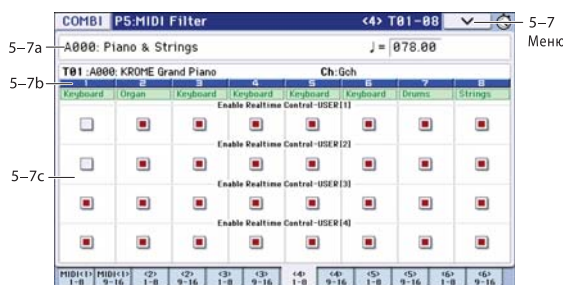 COMBI P5:MIDI Filter <4> T01-08
5–7
Меню
5–7a
A000: Piano & Strings ♩= 078.00
T01 :A000: KROME Grand Piano Ch:Gch
5–7b
1 2 3 4 5 6 7 8
Keyboard Organ Keyboard Keyboard Keyboard Keyboard Drums Strings
Enable Realtime Control-USER[1]
Enable Realtime Control-USER[2]
5–7c
Enable Realtime Control-USER[3]
Enable Realtime Control-USER[4]
MIDI<1> 1-8 MIDI<1> 9-16 <2> 1-8 <2> 9-16 <3> 1-8 <3> 9-16 <4> 1-8 <4> 9-16 <5> 1-8 <5> 9-16 <6> 1-8 <6> 9-16